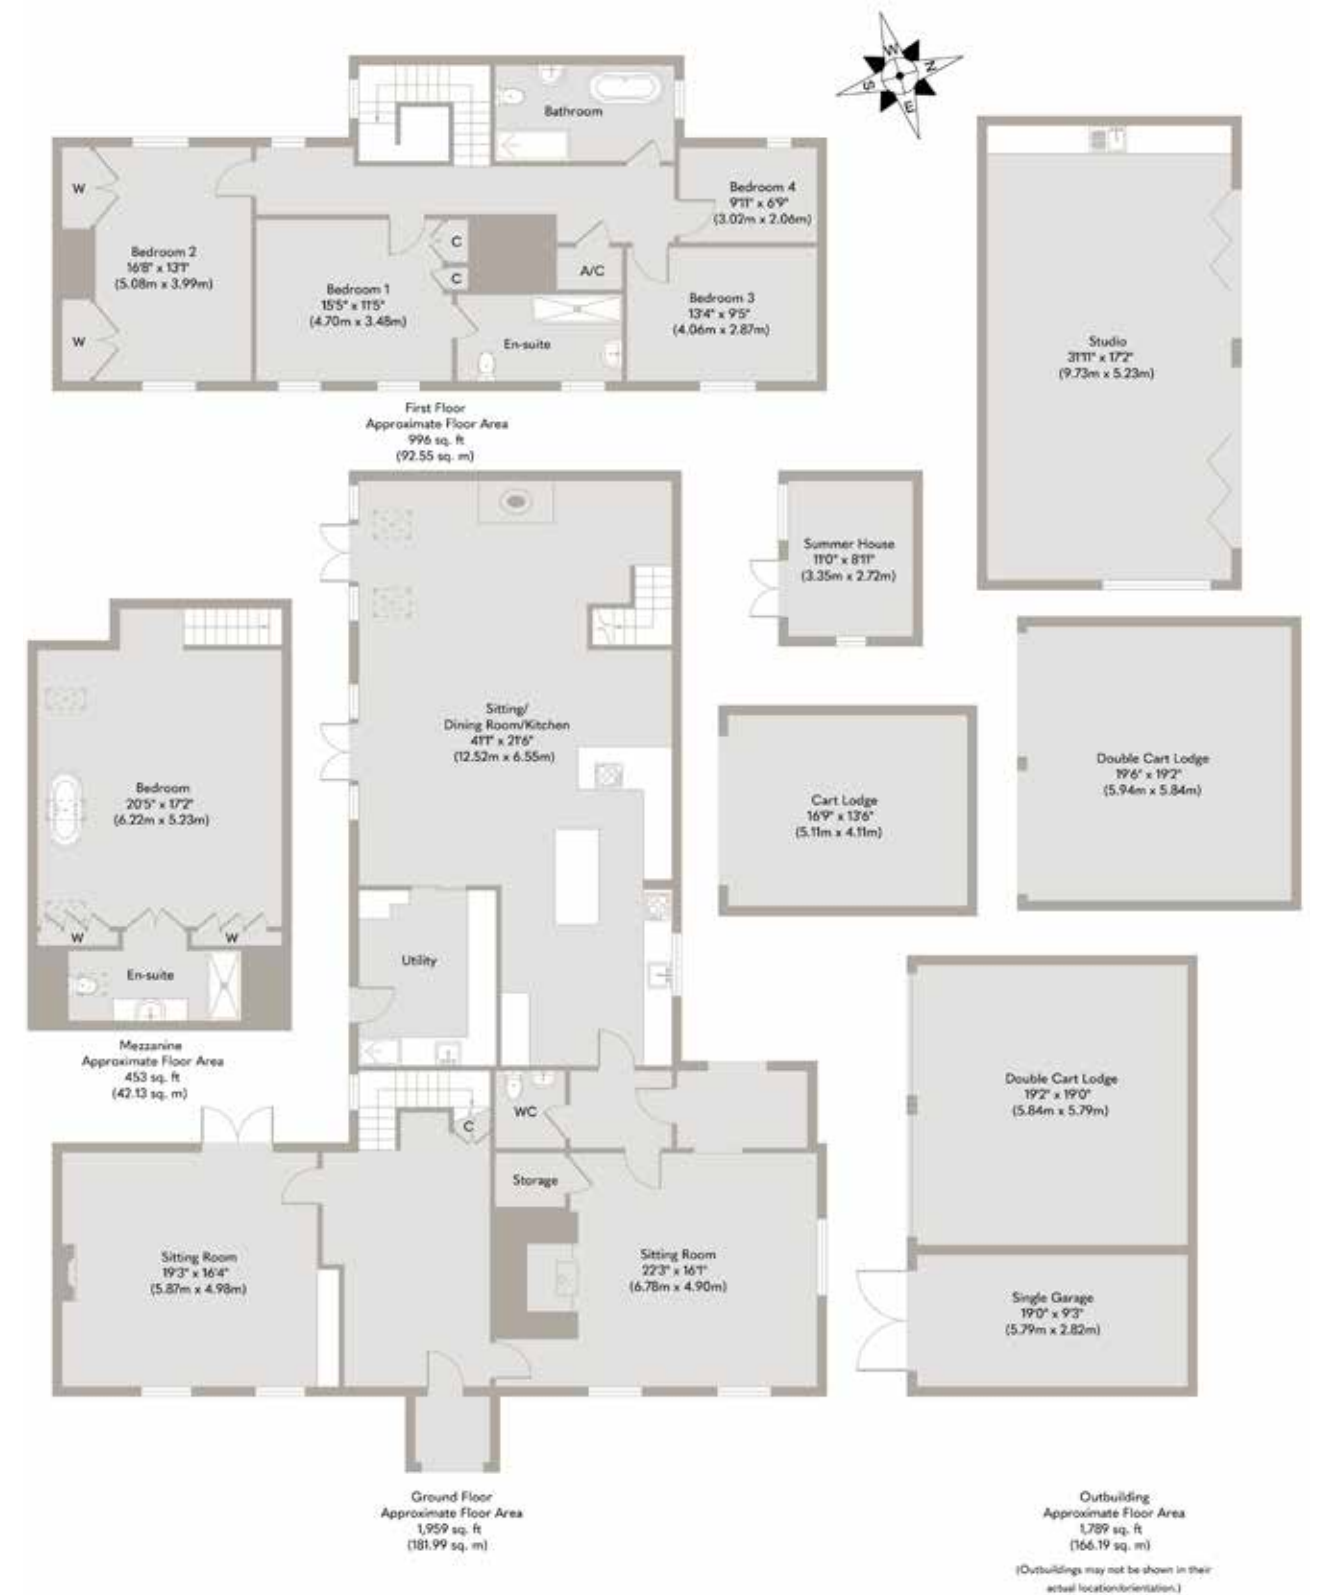 W
N
S
E
Bathroom
W
Bedroom 2
16'8" x 13'1"
(5.08m x 3.99m)
W
Bedroom 1
15'5" x 11'5"
(4.70m x 3.48m)
C
C
A/C
En-suite
Bedroom 4
9'11" x 6'9"
(3.02m x 2.06m)
Bedroom 3
13'4" x 9'5"
(4.06m x 2.87m)
First Floor
Approximate Floor Area
996 sq. ft
(92.55 sq. m)
Studio
31'11" x 17'2"
(9.73m x 5.23m)
Summer House
11'0" x 8'11"
(3.35m x 2.72m)
Sitting/
Dining Room/Kitchen
41'1" x 21'6"
(12.52m x 6.55m)
Bedroom
20'5" x 17'2"
(6.22m x 5.23m)
W
W
En-suite
Mezzanine
Approximate Floor Area
453 sq. ft
(42.13 sq. m)
Cart Lodge
16'9" x 13'6"
(5.11m x 4.11m)
Double Cart Lodge
19'6" x 19'2"
(5.94m x 5.84m)
Utility
WC
C
Storage
Sitting Room
19'3" x 16'4"
(5.87m x 4.98m)
Sitting Room
22'3" x 16'1"
(6.78m x 4.90m)
Double Cart Lodge
19'2" x 19'0"
(5.84m x 5.79m)
Single Garage
19'0" x 9'3"
(5.79m x 2.82m)
Ground Floor
Approximate Floor Area
1,959 sq. ft
(181.99 sq. m)
Outbuilding
Approximate Floor Area
1,789 sq. ft
(166.19 sq. m)
(Outbuildings may not be shown in their
actual location/orientation.)